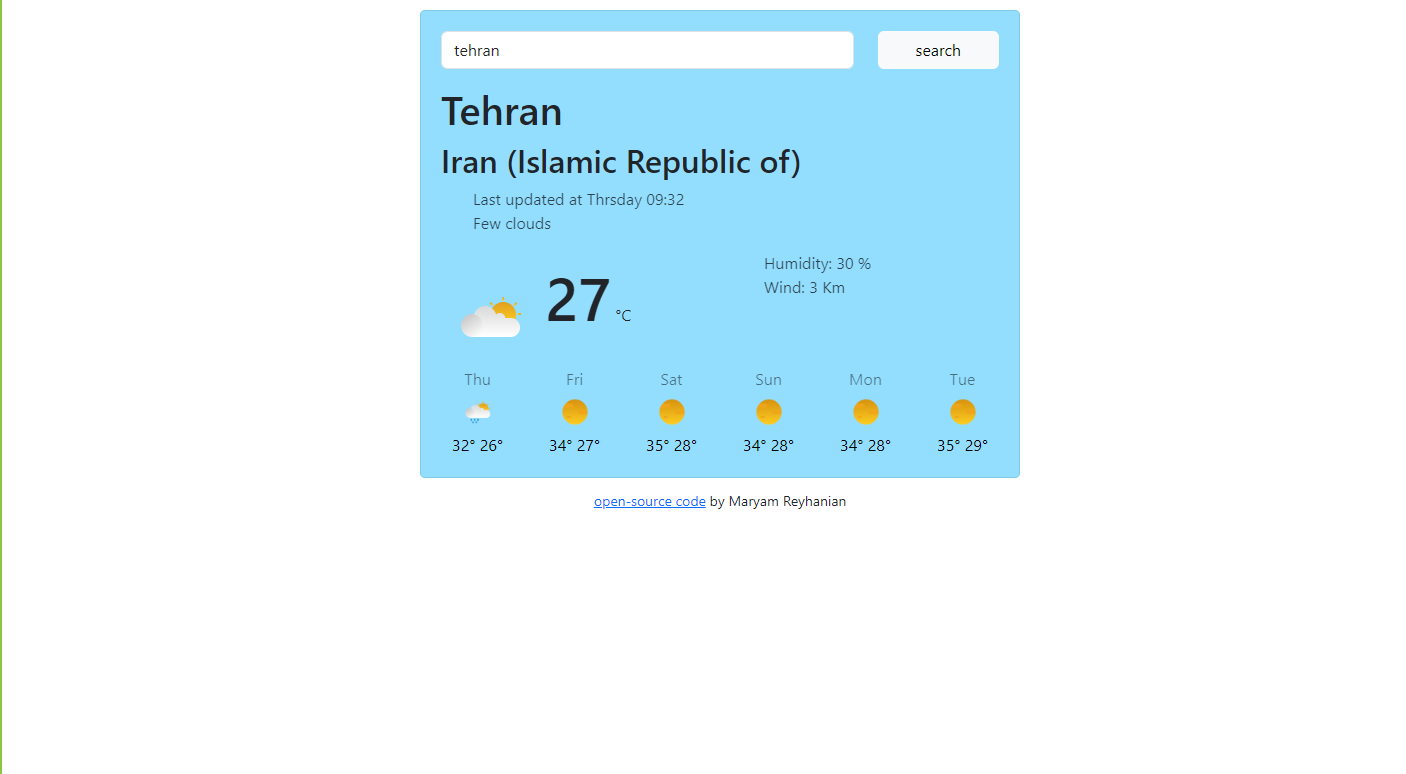 tehran
search
Tehran
Iran (Islamic Republic of)
Last updated at Thrsday 09:32
Few clouds
27 °C
Humidity: 30 %
Wind: 3 Km
Thu Fri Sat Sun Mon Tue
32° 26° 34° 27° 35° 28° 34° 28° 34° 28° 35° 29°
open-source code by Maryam Reyhanian